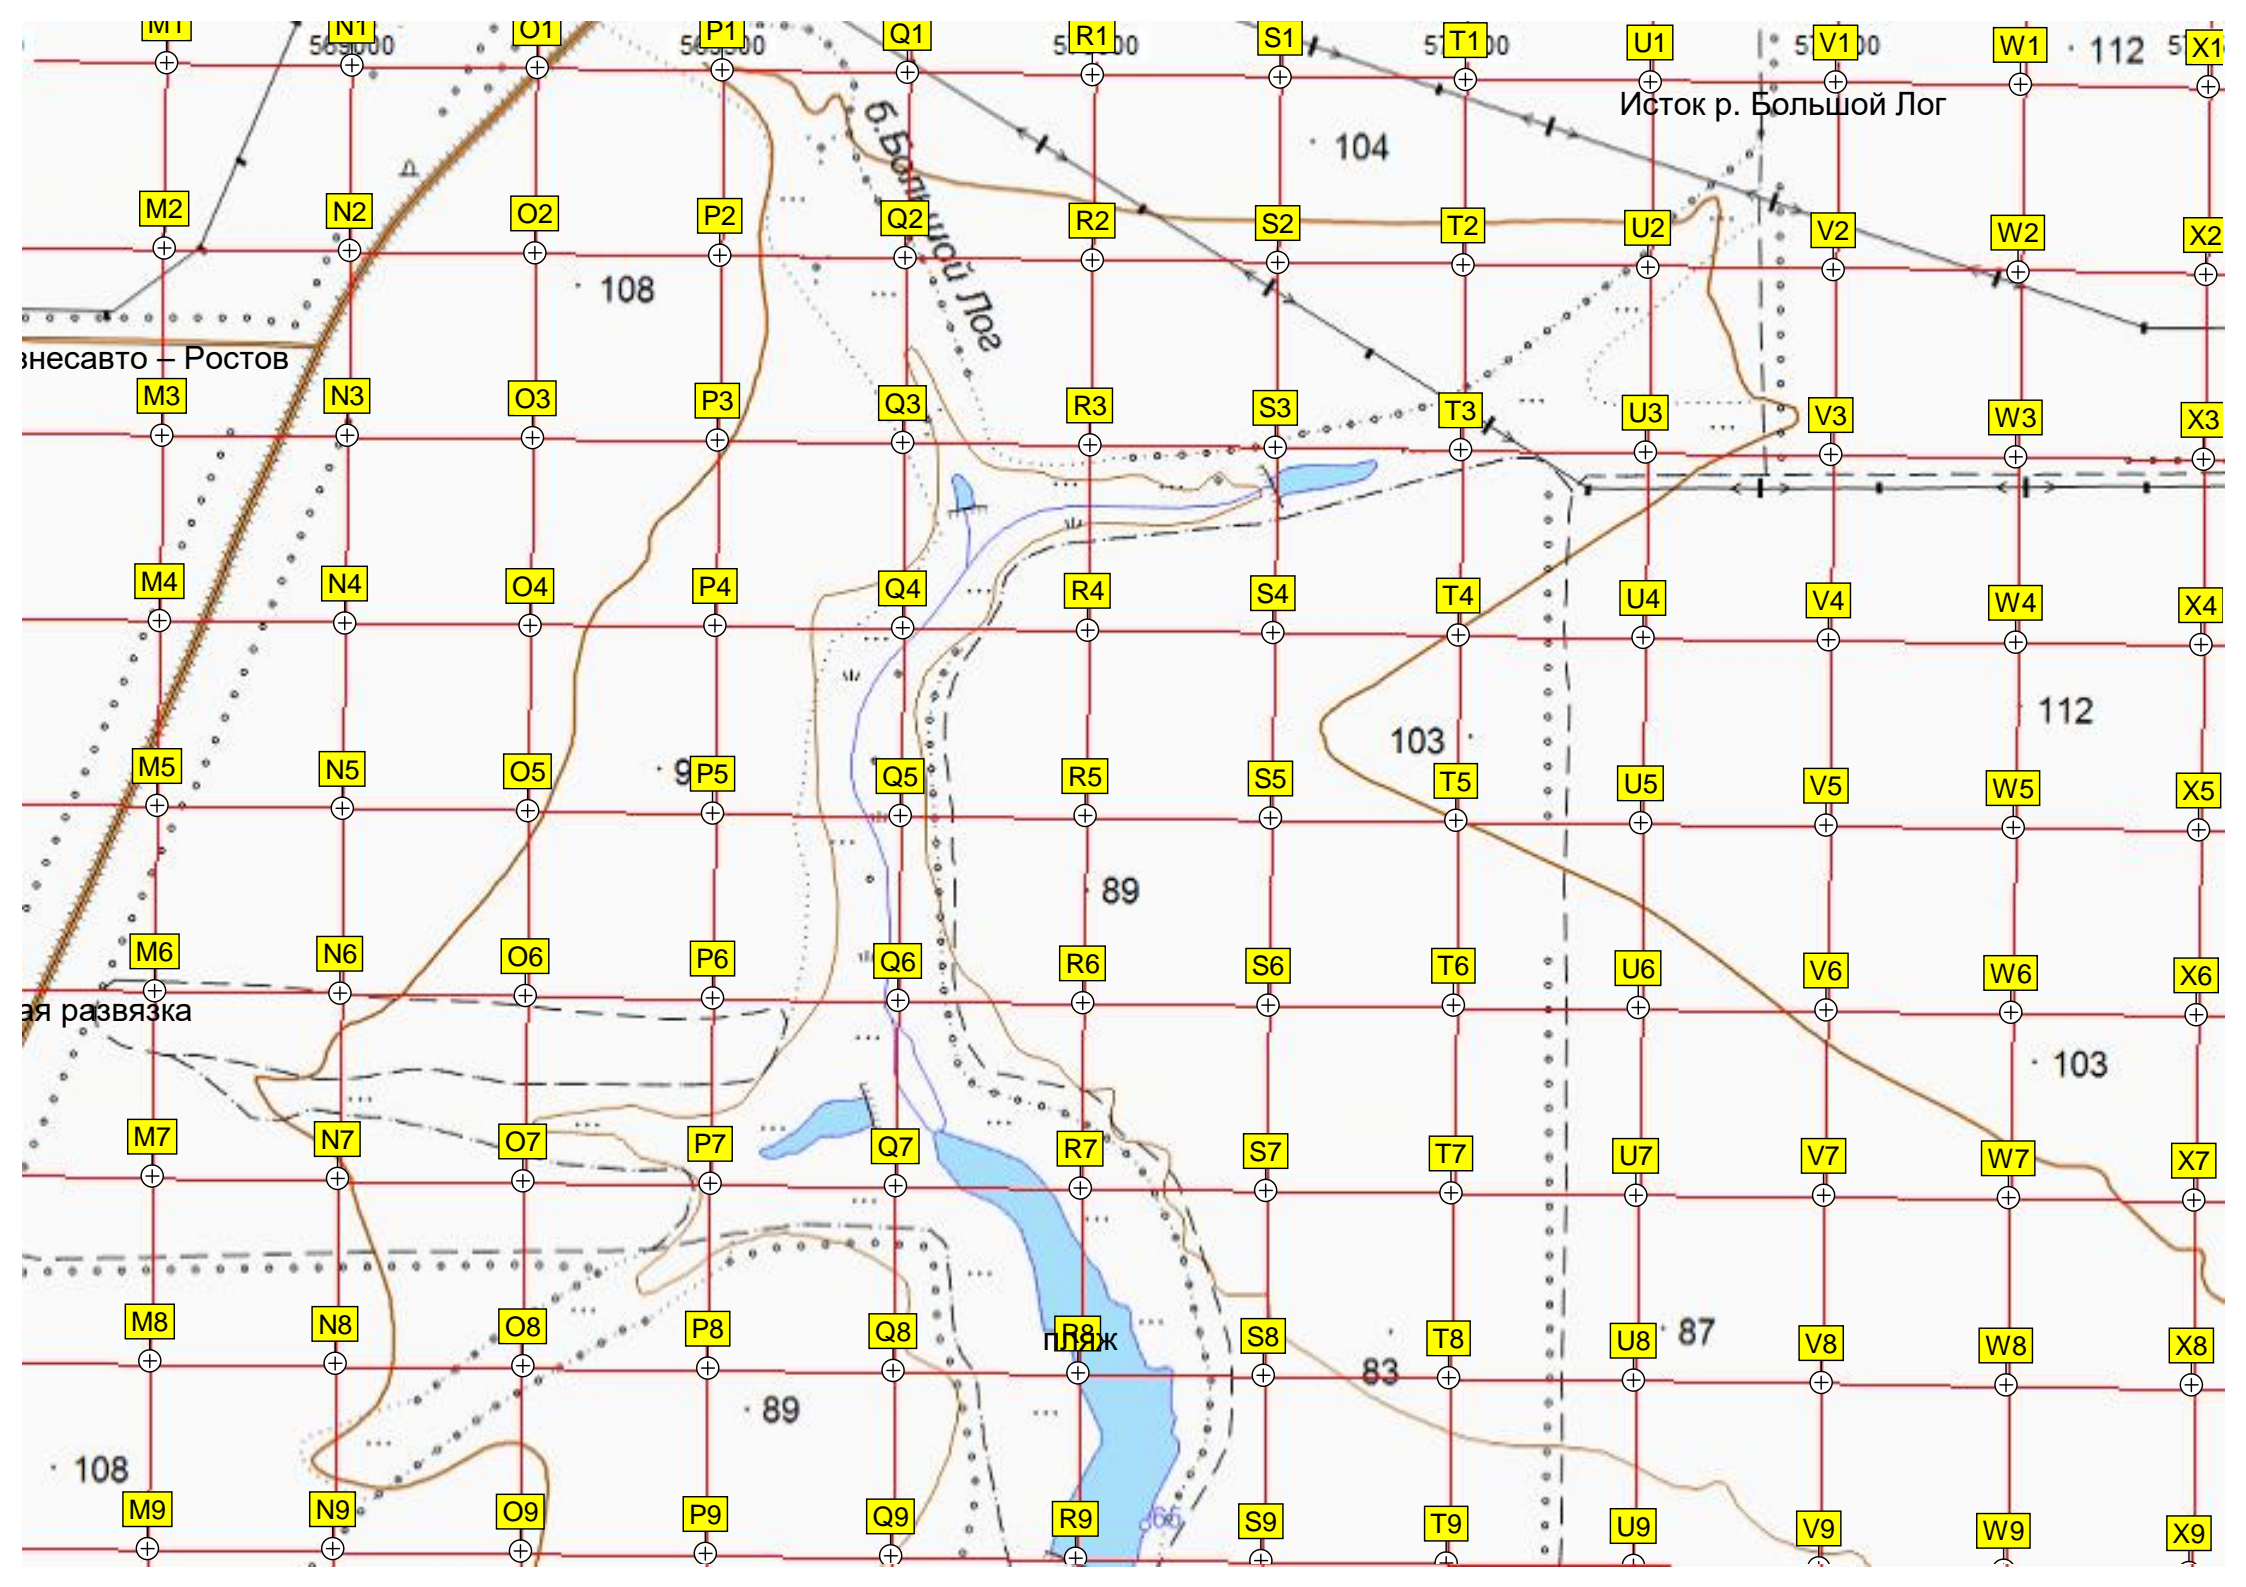 M1 N1 O1 P1 Q1 R1 S1 T1 U1 V1 W1 X1
112
Исток р. Большой Лог
104
б.Большой Лог
M2 N2 O2 P2 Q2 R2 S2 T2 U2 V2 W2 X2
108
знесавто – Ростов
M3 N3 O3 P3 Q3 R3 S3 T3 U3 V3 W3 X3
M4 N4 O4 P4 Q4 R4 S4 T4 U4 V4 W4 X4
103
112
M5 N5 O5 P5 Q5 R5 S5 T5 U5 V5 W5 X5
89
M6 N6 O6 P6 Q6 R6 S6 T6 U6 V6 W6 X6
ая развязка
103
M7 N7 O7 P7 Q7 R7 S7 T7 U7 V7 W7 X7
M8 N8 O8 P8 Q8 R8 S8 T8 U8 V8 W8 X8
пляж
87
83
89
108
M9 N9 O9 P9 Q9 R9 S9 T9 U9 V9 W9 X9